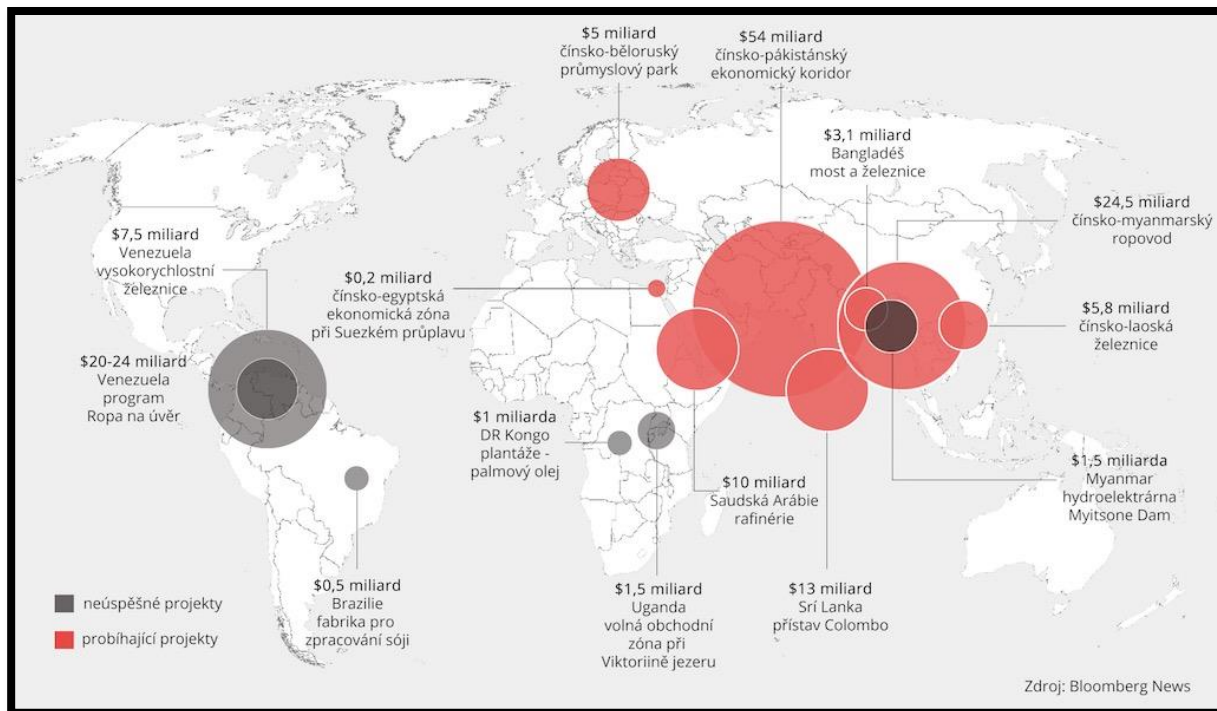 $5 miliard
čínsko-běloruský
průmyslový park
$54 miliard
čínsko-pákistánský
ekonomický koridor
$3,1 miliard
Bangladéš
most a železnice
$24,5 miliard
čínsko-myanmarský
ropovod
$7,5 miliard
Venezuela
vysokorychlostní
železnice
$0,2 miliard
čínsko-egyptská
ekonomická zóna
při Suezkém průplavu
$5,8 miliard
čínsko-laoská
železnice
$20-24 miliard
Venezuela
program
Ropa na úvěr
$1 miliarda
DR Kongo
plantáže -
palmový olej
$10 miliard
Saudská Arábie
rafinérie
$1,5 miliarda
Myanmar
hydroelektrárna
Myitsone Dam
$0,5 miliard
Brazilie
fabrika pro
zpracování sóji
$1,5 miliard
Uganda
volná obchodní
zóna při
Viktoriině jezeru
$13 miliard
Srí Lanka
přístav Colombo
neúspěšné projekty
probíhající projekty
Zdroj: Bloomberg News